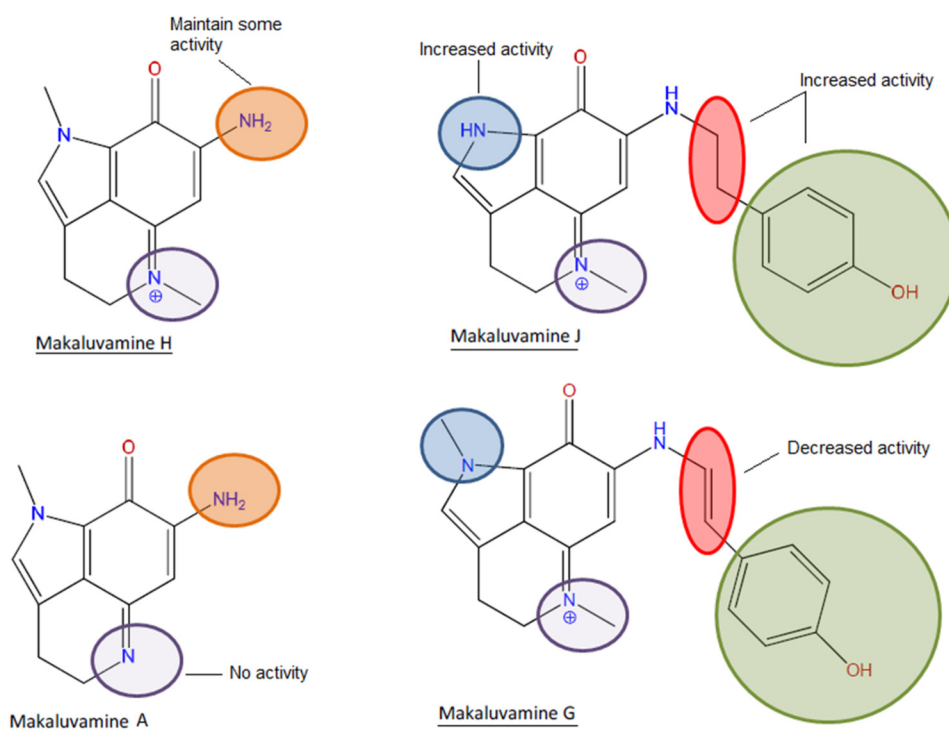 Maintain some
activity
O
NH2
N
N
⊕
Makaluvamine H
Increased activity
Increased activity
O
H
N
HN
N
⊕
OH
Makaluvamine J
O
NH2
N
N
No activity
Makaluvamine A
O
H
N
Decreased activity
N
N
⊕
OH
Makaluvamine G